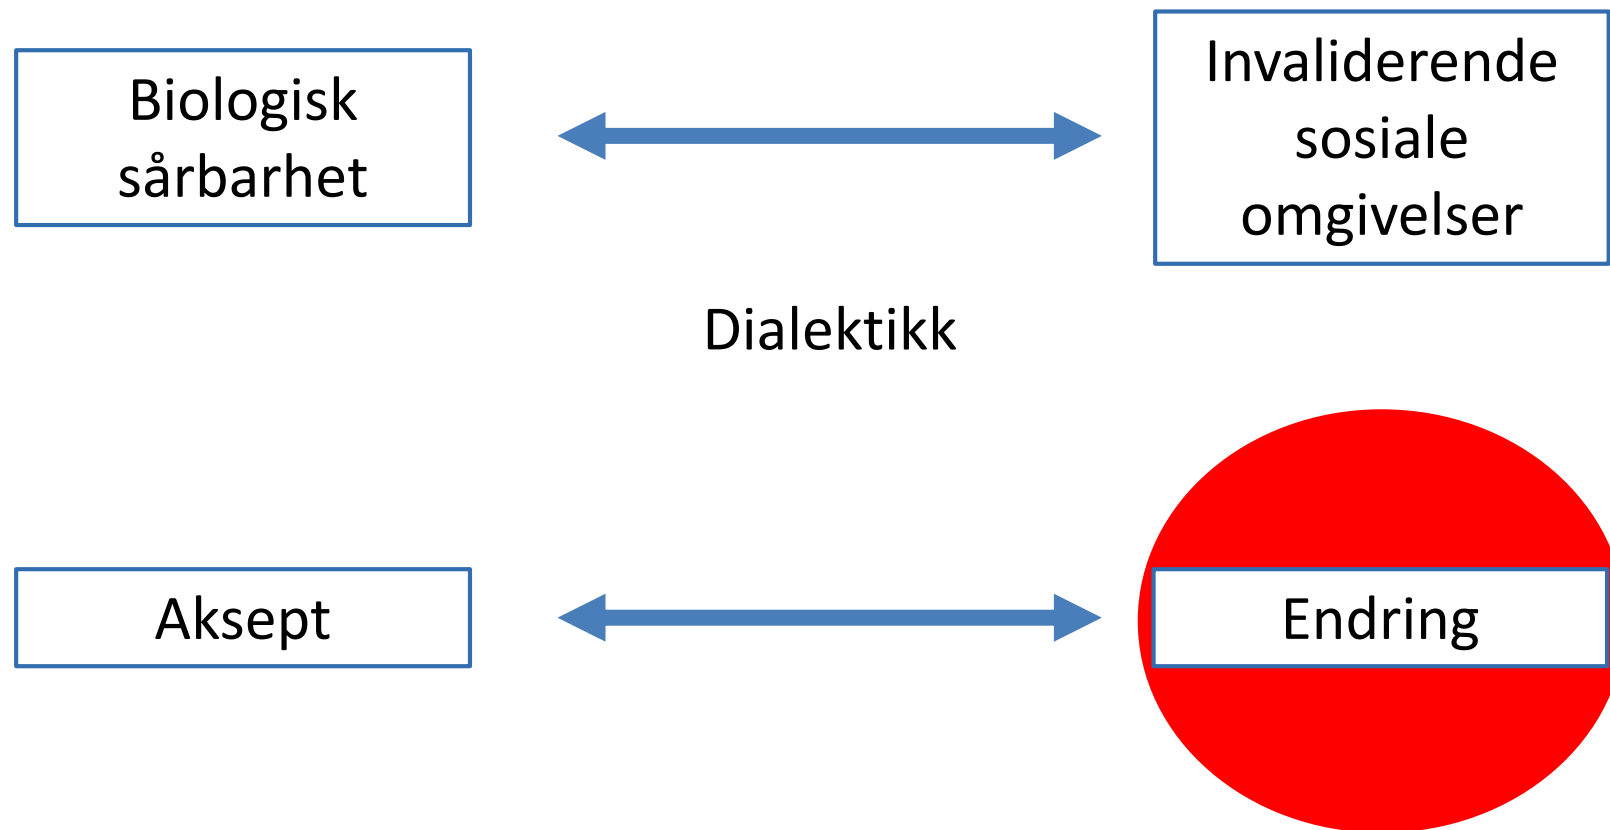 Biologisk
sårbarhet
Invaliderende
sosiale
omgivelser
Dialektikk
Aksept
Endring